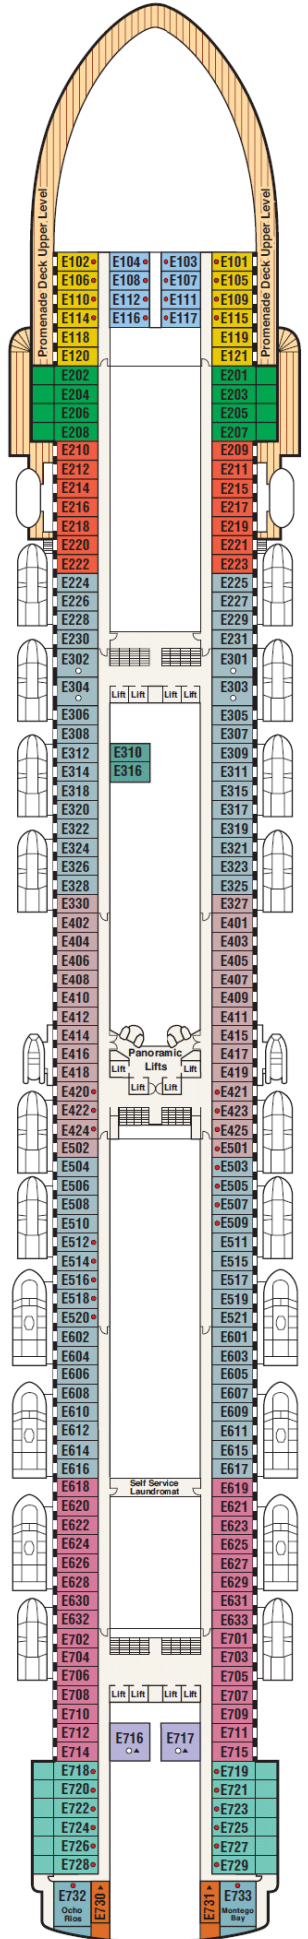 Promenade Deck Upper Level
Promenade Deck Upper Level
E102 E104 E103 E101
E106 E108 E107 E105
E110 E112 E111 E109
E114 E116 E117 E115
E118 E119
E120 E121
E202 E201
E204 E203
E206 E205
E208 E207
E210 E209
E212 E211
E214 E215
E216 E217
E218 E219
E220 E221
E222 E223
E224 E225
E226 E227
E228 E229
E230 E231
E302 E301
E304 Lift Lift Lift Lift E303
E306 E305
E308 E307
E312 E310 E309
E314 E316 E311
E318 E315
E320 E317
E322 E319
E324 E321
E326 E323
E328 E325
E330 E327
E402 E401
E404 E403
E406 E405
E408 E407
E410 E409
E412 E411
E414 E415
E416 Panoramic E417
Lifts
E418 Lift Lift E419
Lift Lift
E420 E421
E422 E423
E424 E425
E502 E501
E504 E503
E506 E505
E508 E507
E510 E509
E512 E511
E514 E515
E516 E517
E518 E519
E520 E521
E602 E601
E604 E603
E606 E605
E608 E607
E610 E609
E612 E611
E614 E615
E616 E617
E618 Self Service E619
Laundromat
E620 E621
E622 E623
E624 E625
E626 E627
E628 E629
E630 E631
E632 E633
E702 E701
E704 E703
E706 E705
E708 Lift Lift Lift Lift E707
E710 E709
E712 E716 E717 E711
E714 E715
E718 E719
E720 E721
E722 E723
E724 E725
E726 E727
E728 E729
E732 E730 E731 E733
Ocho Montego
Rios Bay